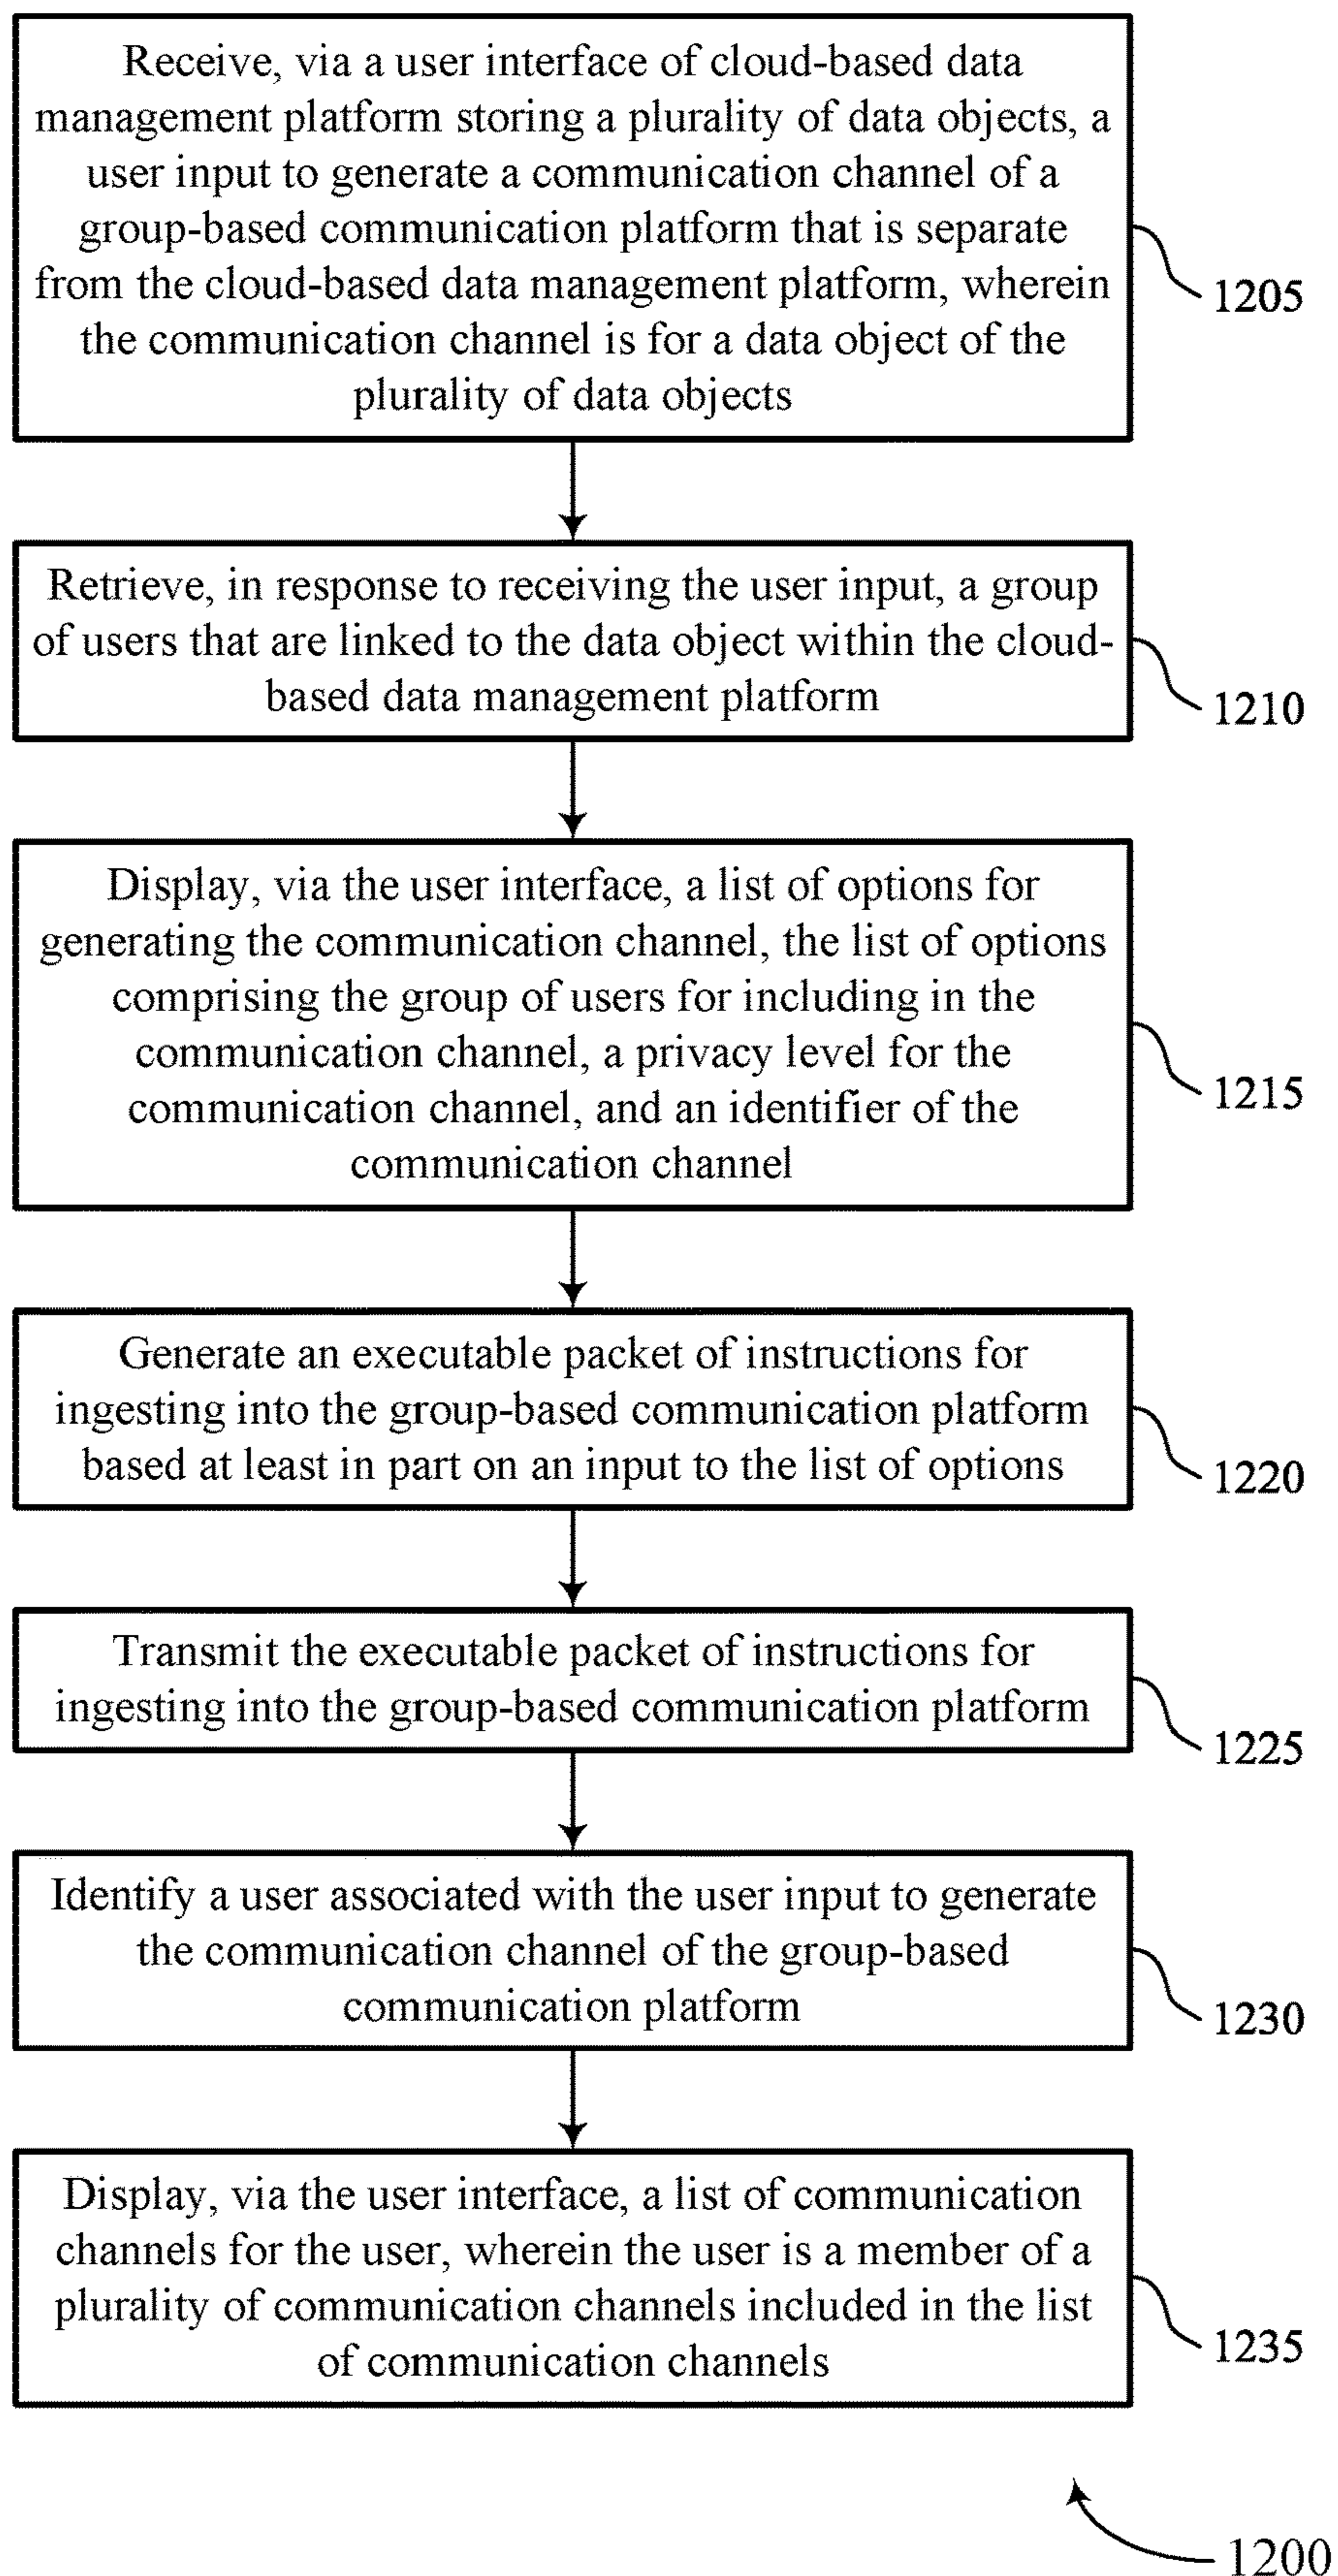 Receive, via a user interface of cloud-based data
management platform storing a plurality of data objects, a
user input to generate a communication channel of a
group-based communication platform that is separate
from the cloud-based data management platform, wherein
the communication channel is for a data object of the
plurality of data objects
1205
Retrieve, in response to receiving the user input, a group
of users that are linked to the data object within the cloud-
based data management platform
1210
Display, via the user interface, a list of options for
generating the communication channel, the list of options
comprising the group of users for including in the
communication channel, a privacy level for the
communication channel, and an identifier of the
communication channel
1215
Generate an executable packet of instructions for
ingesting into the group-based communication platform
based at least in part on an input to the list of options
1220
Transmit the executable packet of instructions for
ingesting into the group-based communication platform
1225
Identify a user associated with the user input to generate
the communication channel of the group-based
communication platform
1230
Display, via the user interface, a list of communication
channels for the user, wherein the user is a member of a
plurality of communication channels included in the list
of communication channels
1235
1200